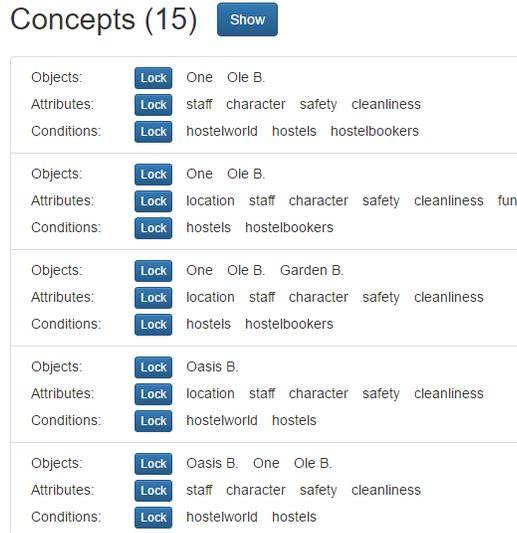 Concepts (15) Show
Objects: Lock One Ole B.
Attributes: Lock staff character safety cleanliness
Conditions: Lock hostelworld hostels hostelbookers
Objects: Lock One Ole B.
Attributes: Lock location staff character safety cleanliness fun
Conditions: Lock hostels hostelbookers
Objects: Lock One Ole B. Garden B.
Attributes: Lock location staff character safety cleanliness
Conditions: Lock hostels hostelbookers
Objects: Lock Oasis B.
Attributes: Lock location staff character safety cleanliness
Conditions: Lock hostelworld hostels
Objects: Lock Oasis B. One Ole B.
Attributes: Lock staff character safety cleanliness
Conditions: Lock hostelworld hostels